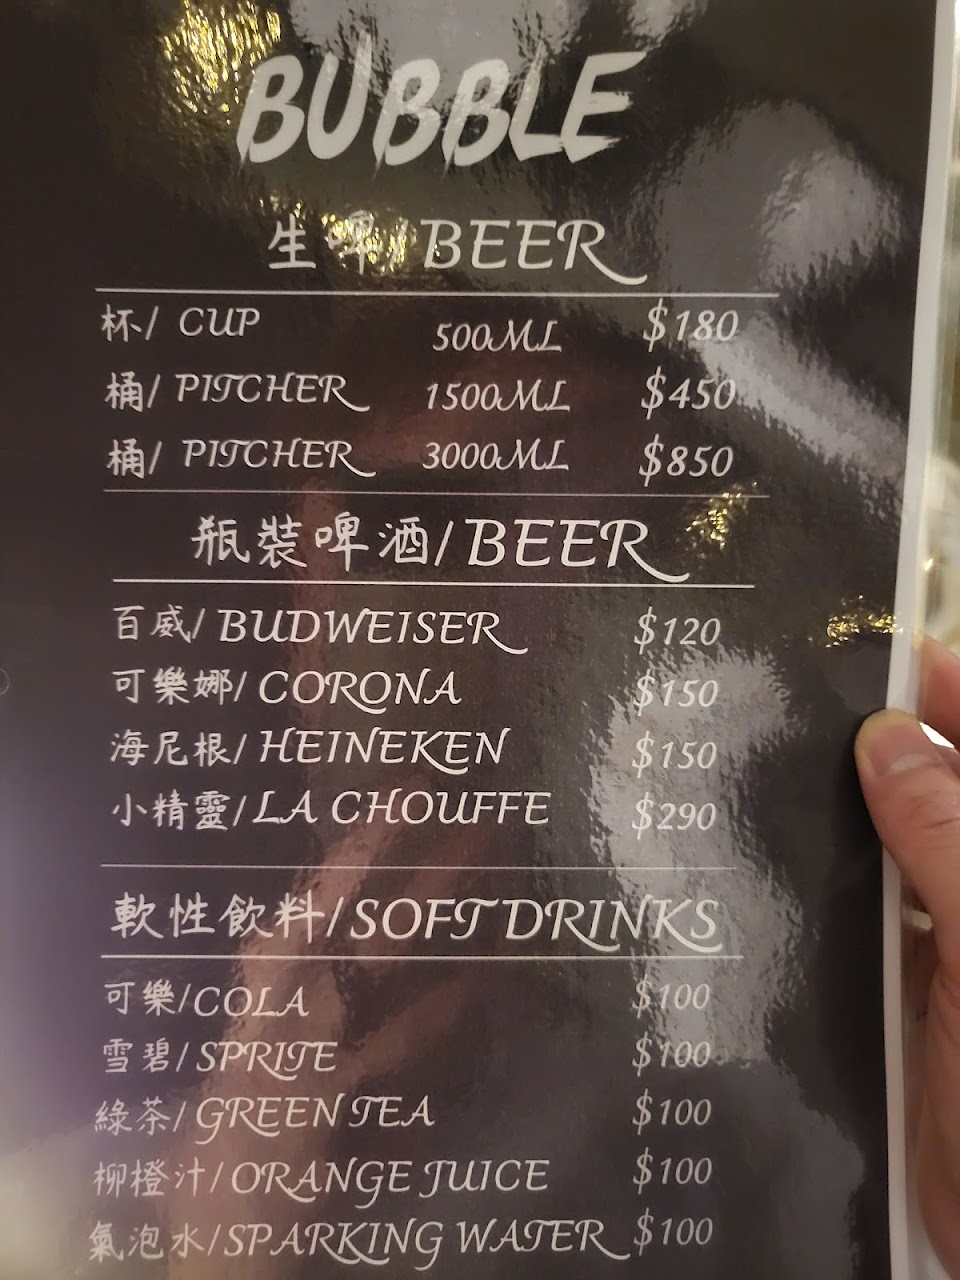 BUBBLE
生啤/BEER
杯/ CUP 500ML $180
桶/ PITCHER 1500ML $450
桶/ PITCHER 3000ML $850
瓶裝啤酒/BEER
百威/ BUDWEISER $120
可樂娜/ CORONA $150
海尼根/ HEINEKEN $150
小精靈/LA CHOUFFE $290
軟性飲料/SOFT DRINKS
可樂/COLA $100
雪碧/SPRITE $100
綠茶/GREEN TEA $100
柳橙汁/ORANGE JUICE $100
氣泡水/SPARKING WATER $100